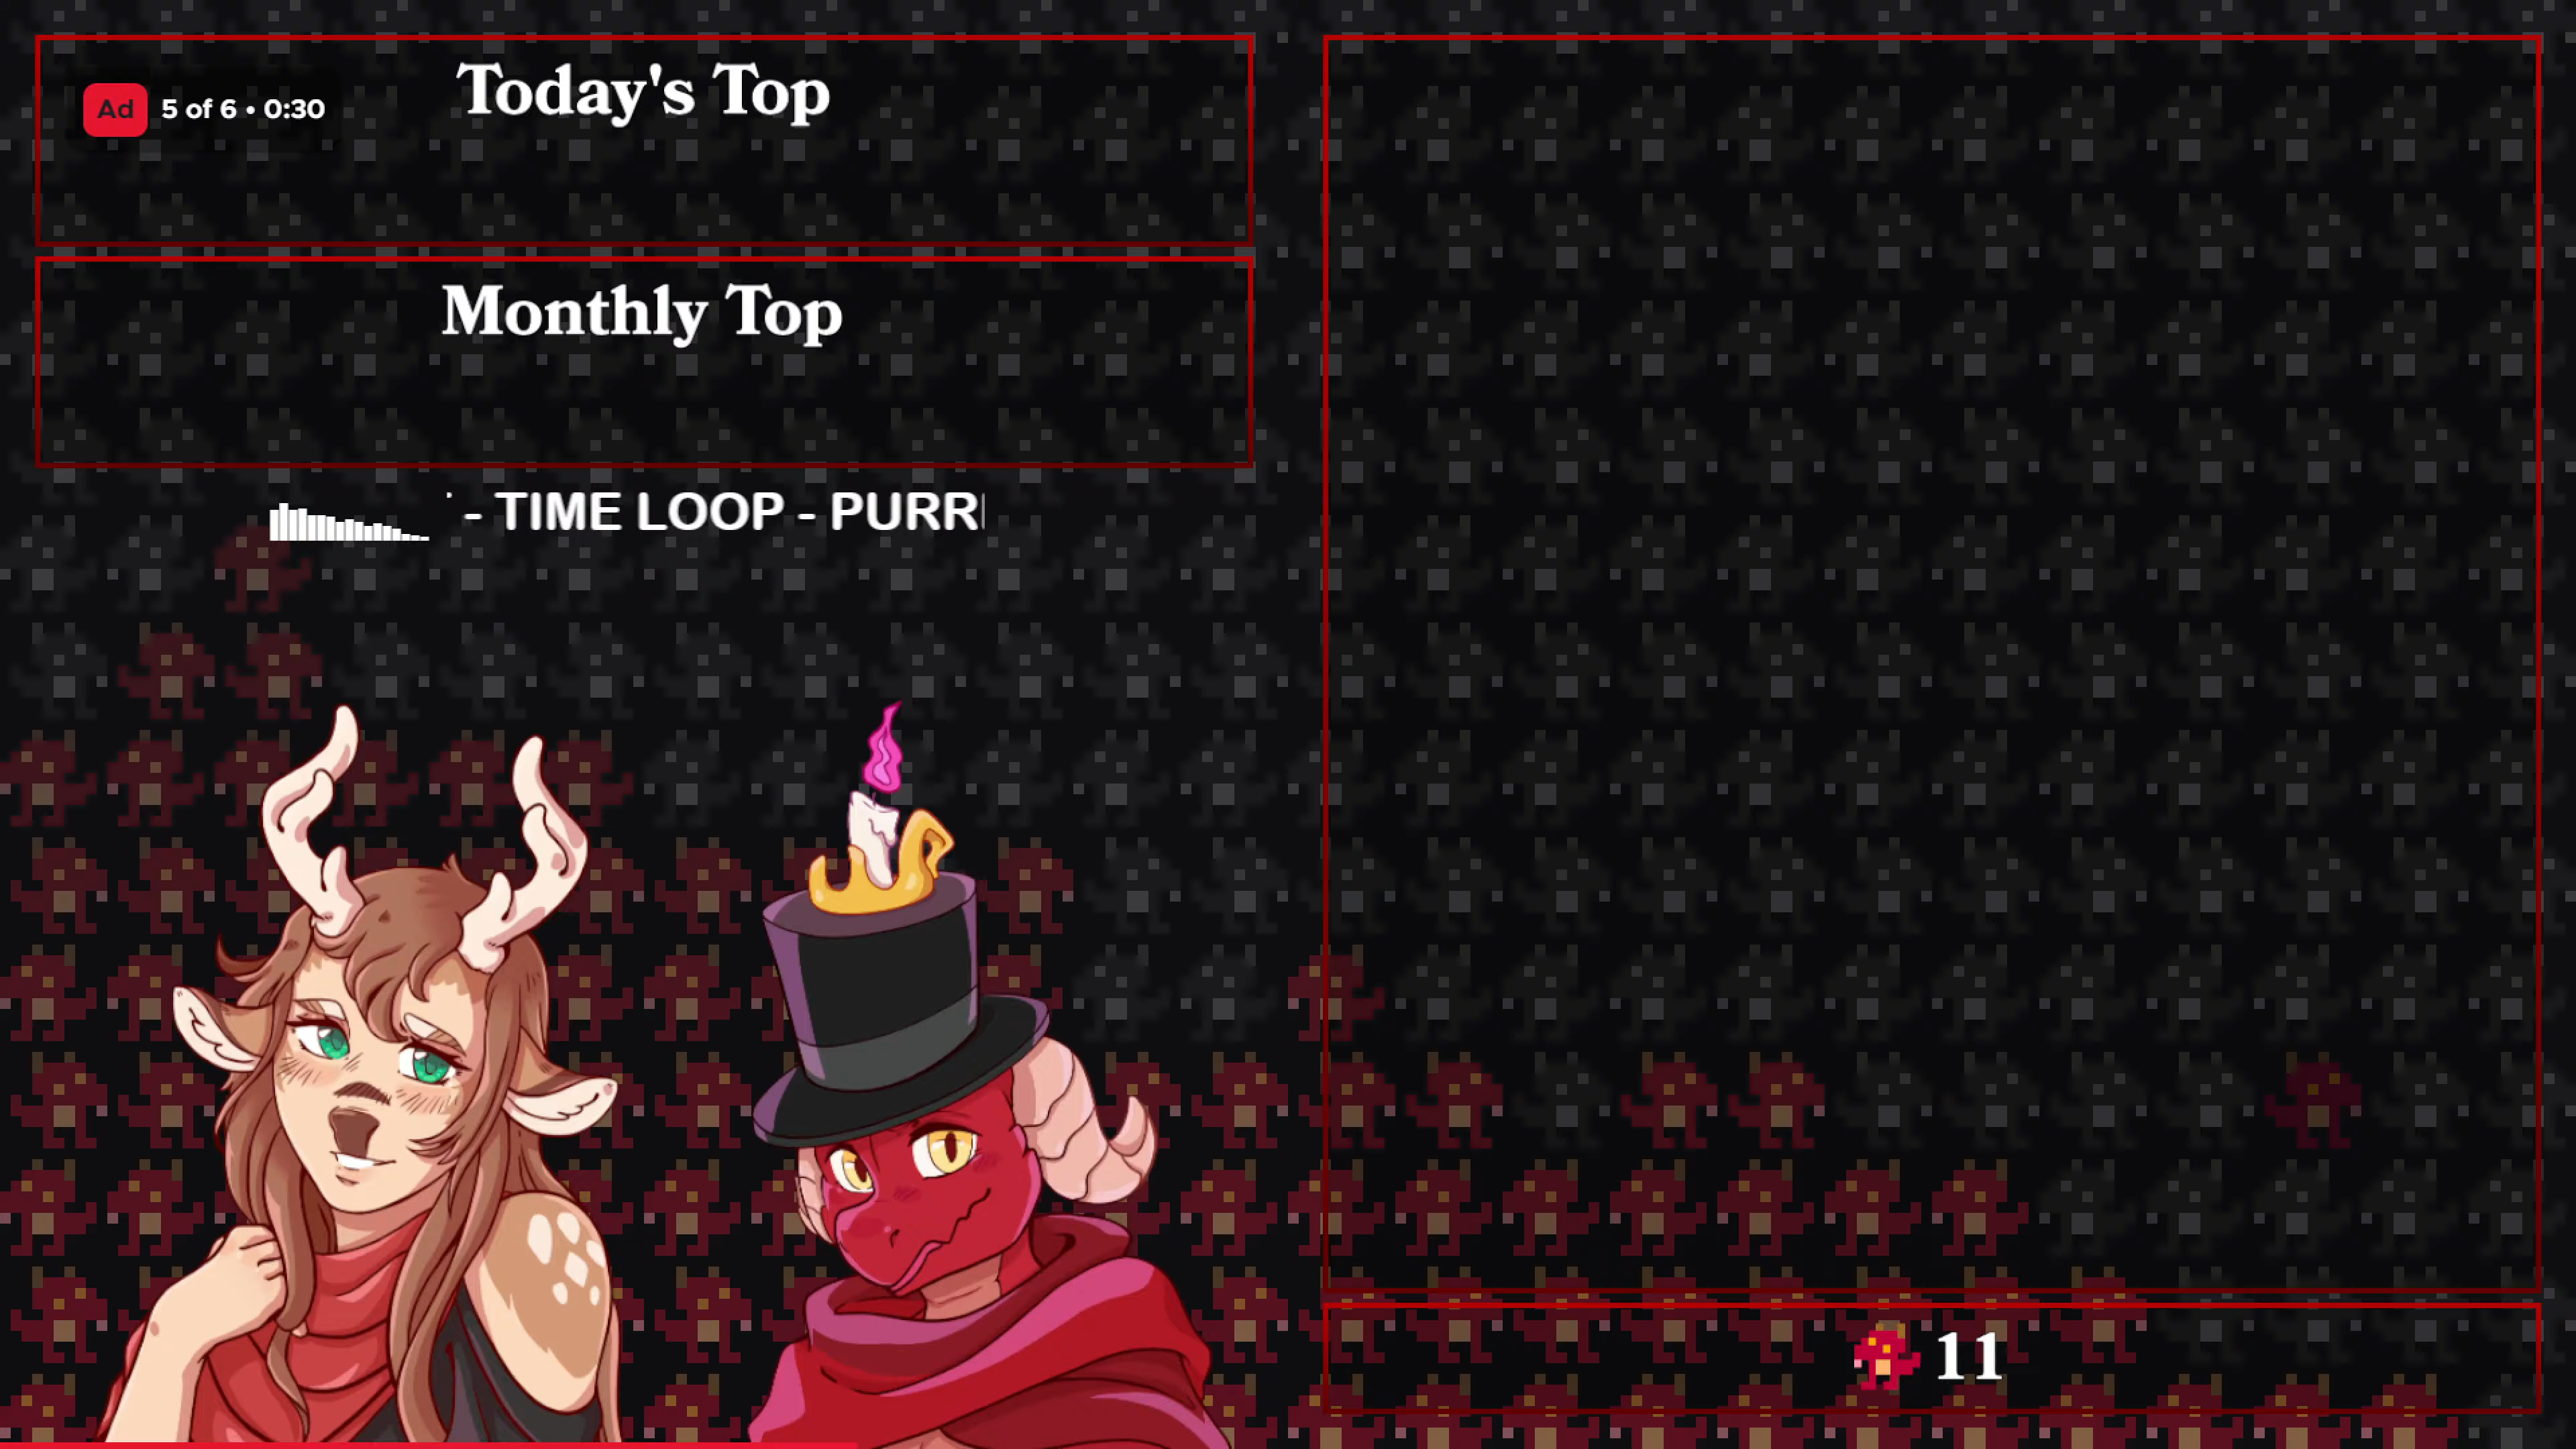 Today's Top
Ad 5 of 6 • 0:30
Monthly Top
- TIME LOOP - PURR
11